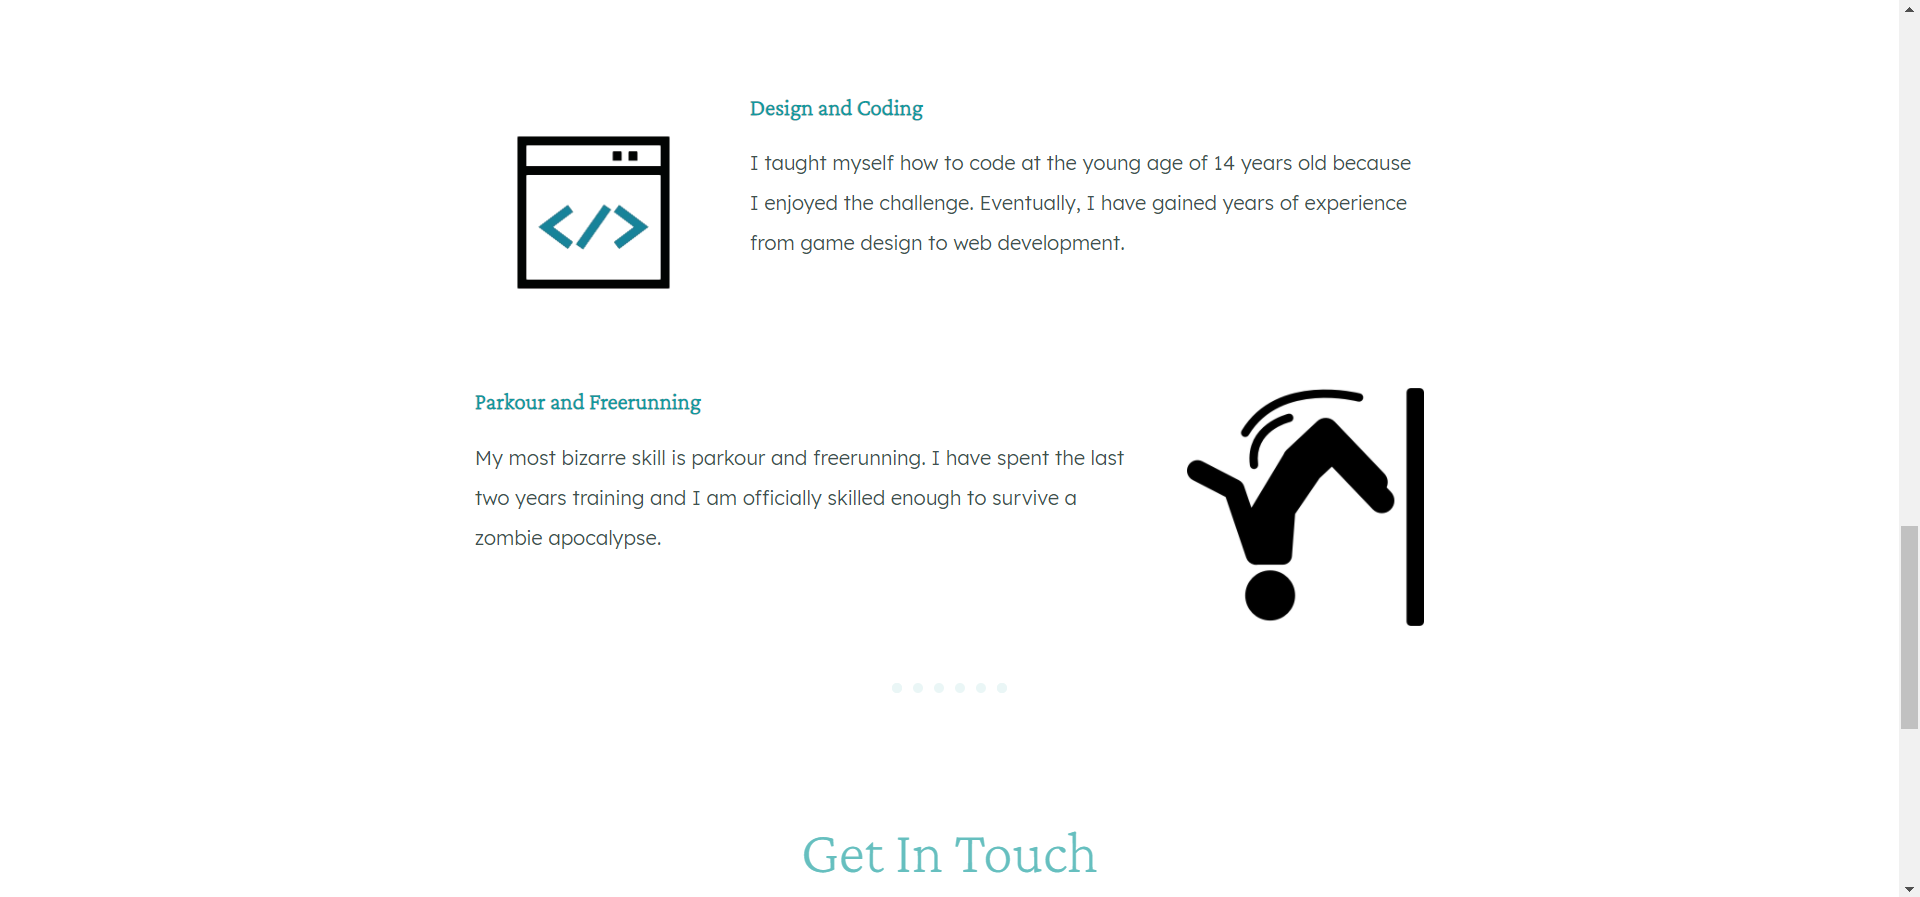 Design and Coding
I taught myself how to code at the young age of 14 years old because
I enjoyed the challenge. Eventually, I have gained years of experience
from game design to web development.
</>
Parkour and Freerunning
My most bizarre skill is parkour and freerunning. I have spent the last
two years training and I am officially skilled enough to survive a
zombie apocalypse.
Get In Touch